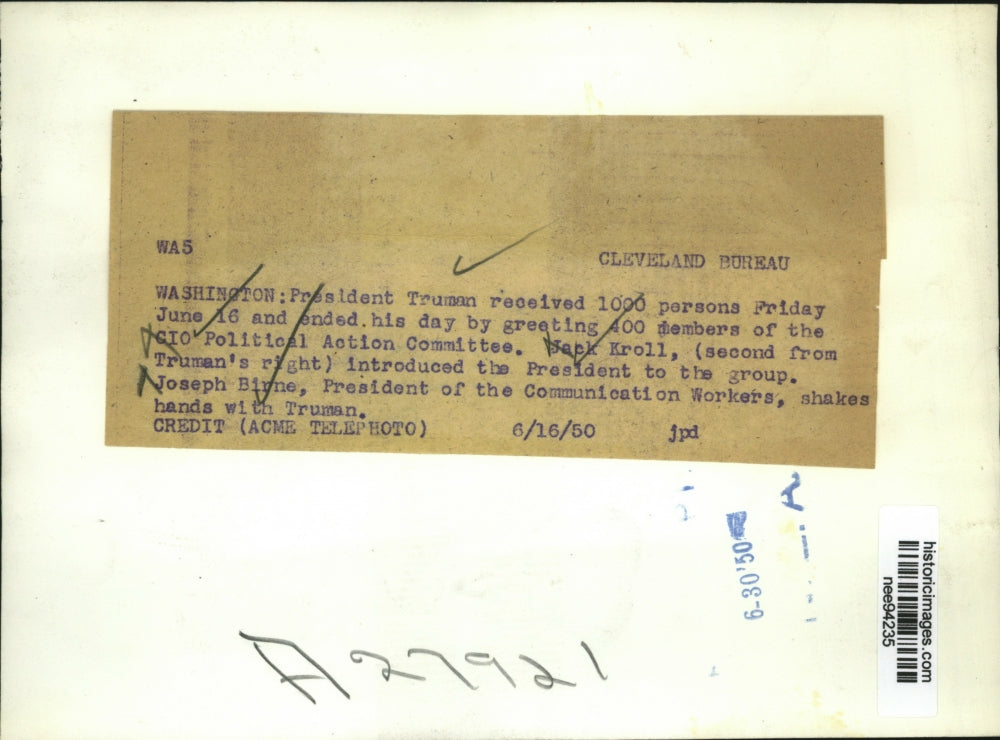 WA5
CLEVELAND BUREAU
WASHINGTON: President Truman received 1000 persons Friday
June 16 and ended.his day by greeting 400 members of the
CIO Political Action Committee. Jack Kroll, (second from
Truman's right) introduced the President to the group.
Joseph Birne, President of the Communication Workers, shakes
hands with Truman.
CREDIT (ACME TELEPHOTO) 6/16/50 jpd
6-30'50
A 27921
historicimages.com
nee94235